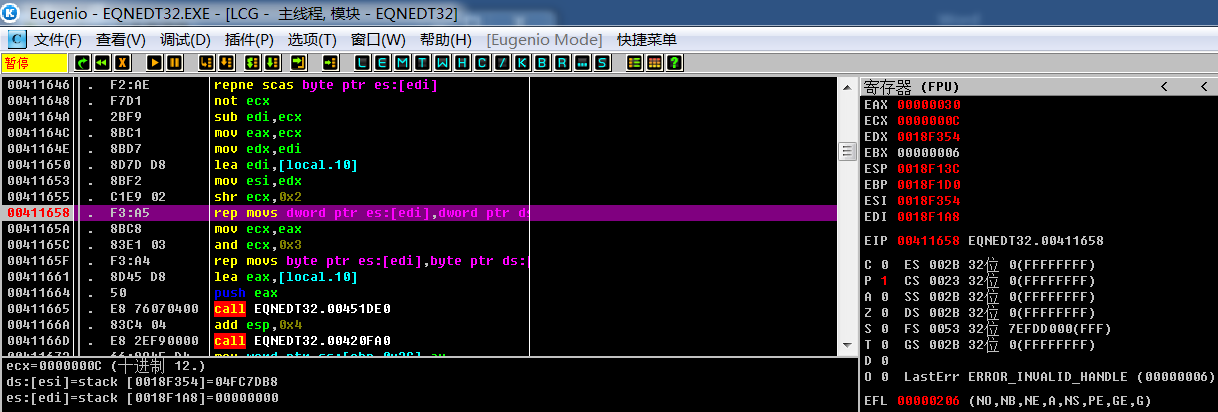 Eugenio - EQNEDT32.EXE - [LCG - 主线程, 模块 - EQNEDT32]
C 文件(F) 查看(V) 调试(D) 插件(P) 选项(T) 窗口(W) 帮助(H) [Eugenio Mode] 快捷菜单
暂停 L E M T W H C / K B R ... S ?
00411646 . F2:AE repne scas byte ptr es:[edi]
00411648 . F7D1 not ecx
0041164A . 2BF9 sub edi,ecx
0041164C . 8BC1 mov eax,ecx
0041164E . 8BD7 mov edx,edi
00411650 . 8D7D D8 lea edi,[local.10]
00411653 . 8BF2 mov esi,edx
00411655 . C1E9 02 shr ecx,0x2
00411658 . F3:A5 rep movs dword ptr es:[edi],dword ptr ds
0041165A . 8BC8 mov ecx,eax
0041165C . 83E1 03 and ecx,0x3
0041165F . F3:A4 rep movs byte ptr es:[edi],byte ptr ds:[
00411661 . 8D45 D8 lea eax,[local.10]
00411664 . 50 push eax
00411665 . E8 76070400 call EQNEDT32.00451DE0
0041166A . 83C4 04 add esp,0x4
0041166D . E8 2EF90000 call EQNEDT32.00420FA0
ecx=0000000C (十进制 12.)
ds:[esi]=stack [0018F354]=04FC7DB8
es:[edi]=stack [0018F1A8]=00000000
寄存器 (FPU) < <
EAX 00000030
ECX 0000000C
EDX 0018F354
EBX 00000006
ESP 0018F13C
EBP 0018F1D0
ESI 0018F354
EDI 0018F1A8
EIP 00411658 EQNEDT32.00411658
C 0 ES 002B 32位 0(FFFFFFFF)
P 1 CS 0023 32位 0(FFFFFFFF)
A 0 SS 002B 32位 0(FFFFFFFF)
Z 0 DS 002B 32位 0(FFFFFFFF)
S 0 FS 0053 32位 7EFDD000(FFF)
T 0 GS 002B 32位 0(FFFFFFFF)
D 0
O 0 LastErr ERROR_INVALID_HANDLE (00000006)
EFL 00000206 (NO,NB,NE,A,NS,PE,GE,G)